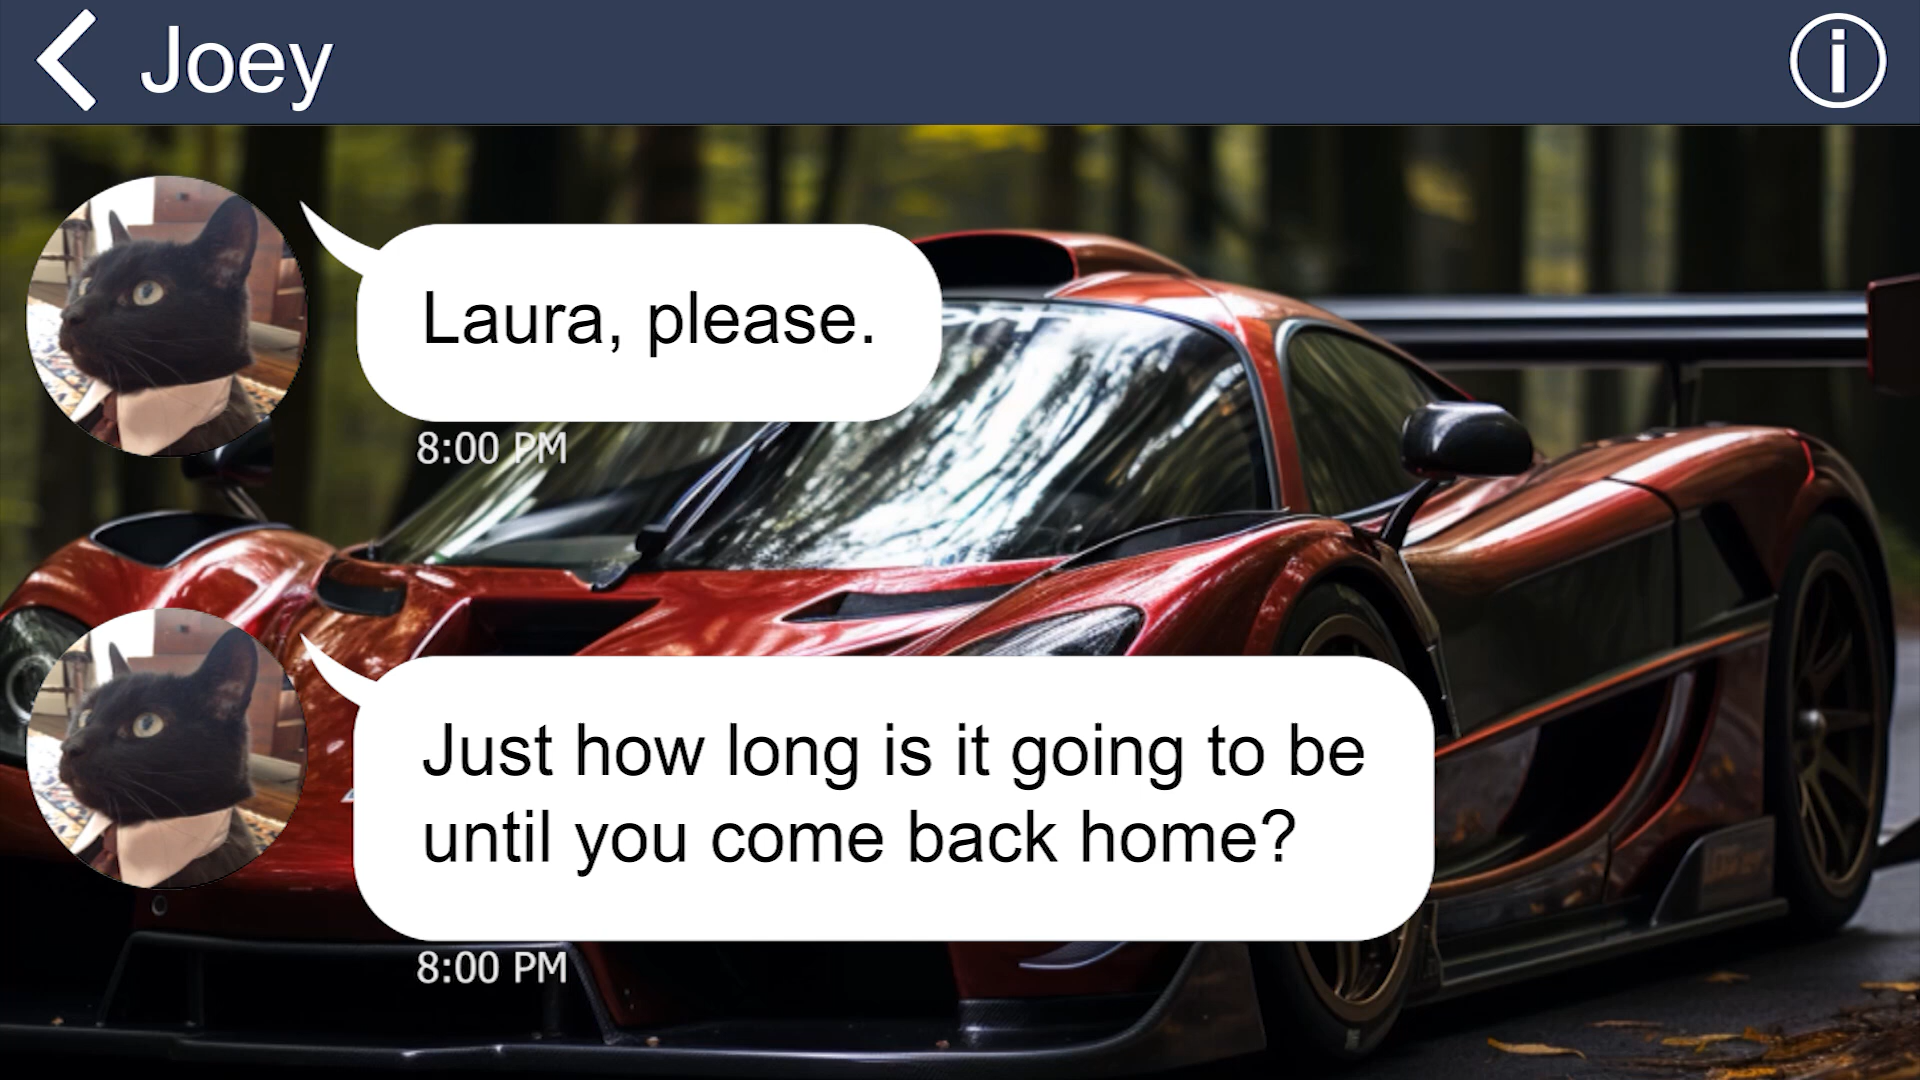 Joey
Laura, please.
8:00 PM
Just how long is it going to be
until you come back home?
8:00 PM